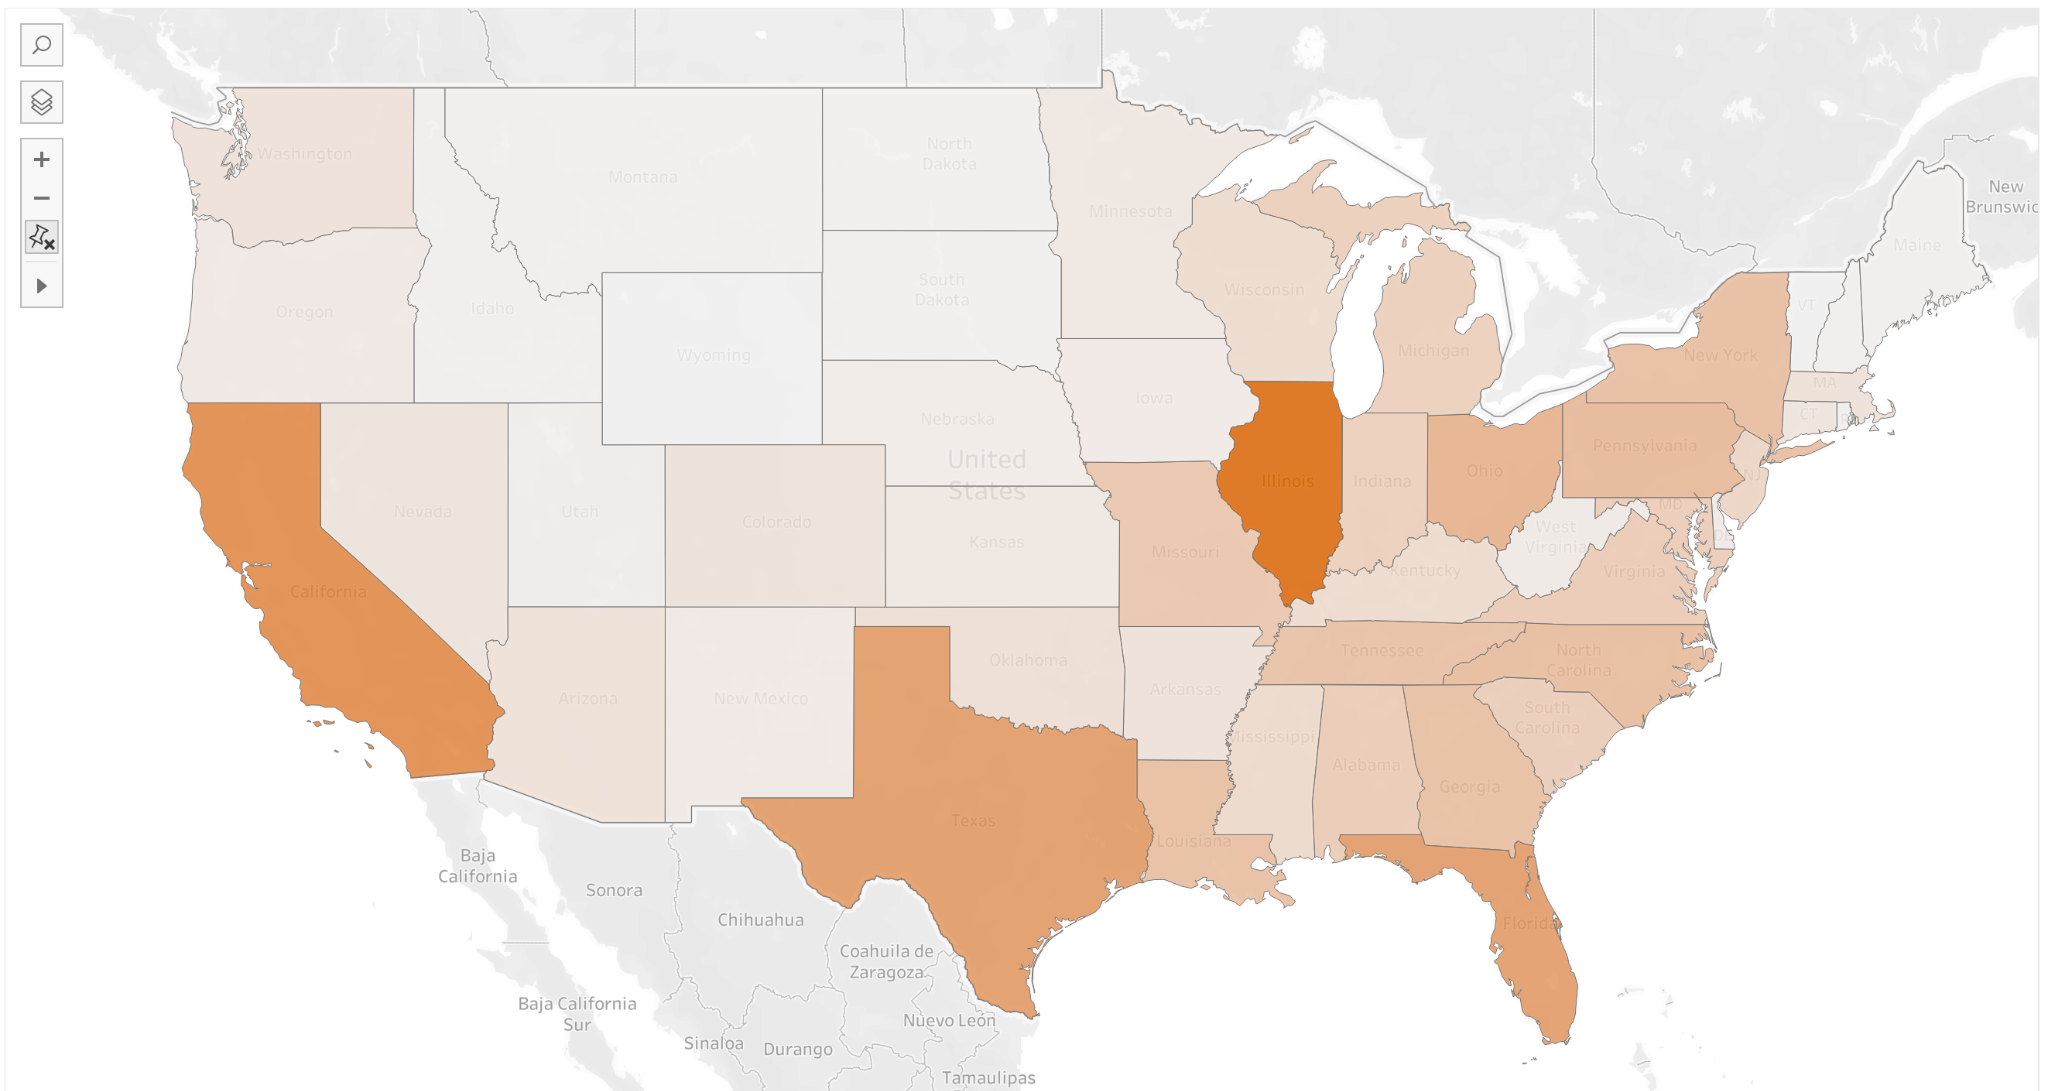 Washington
Montana
North
Dakota
Minnesota
New
Brunswic
Maine
Oregon
Idaho
South
Dakota
Wisconsin
VT
Wyoming
Michigan
New York
MA
Iowa
Nebraska
CT
R
Pennsylvania
United
States
Ohio
NJ
Illinois
Indiana
Nevada
Utah
Colorado
MD
Kansas
Missouri
West
Virginia
DE
California
Kentucky
Virginia
Oklahoma
Tennessee
North
Carolina
Arizona
New Mexico
Arkansas
South
Carolina
Mississippi
Alabama
Georgia
Texas
Louisiana
Baja
California
Sonora
Chihuahua
Florida
Coahuila de
Zaragoza
Baja California
Sur
Nuevo León
Sinaloa
Durango
Tamaulipas